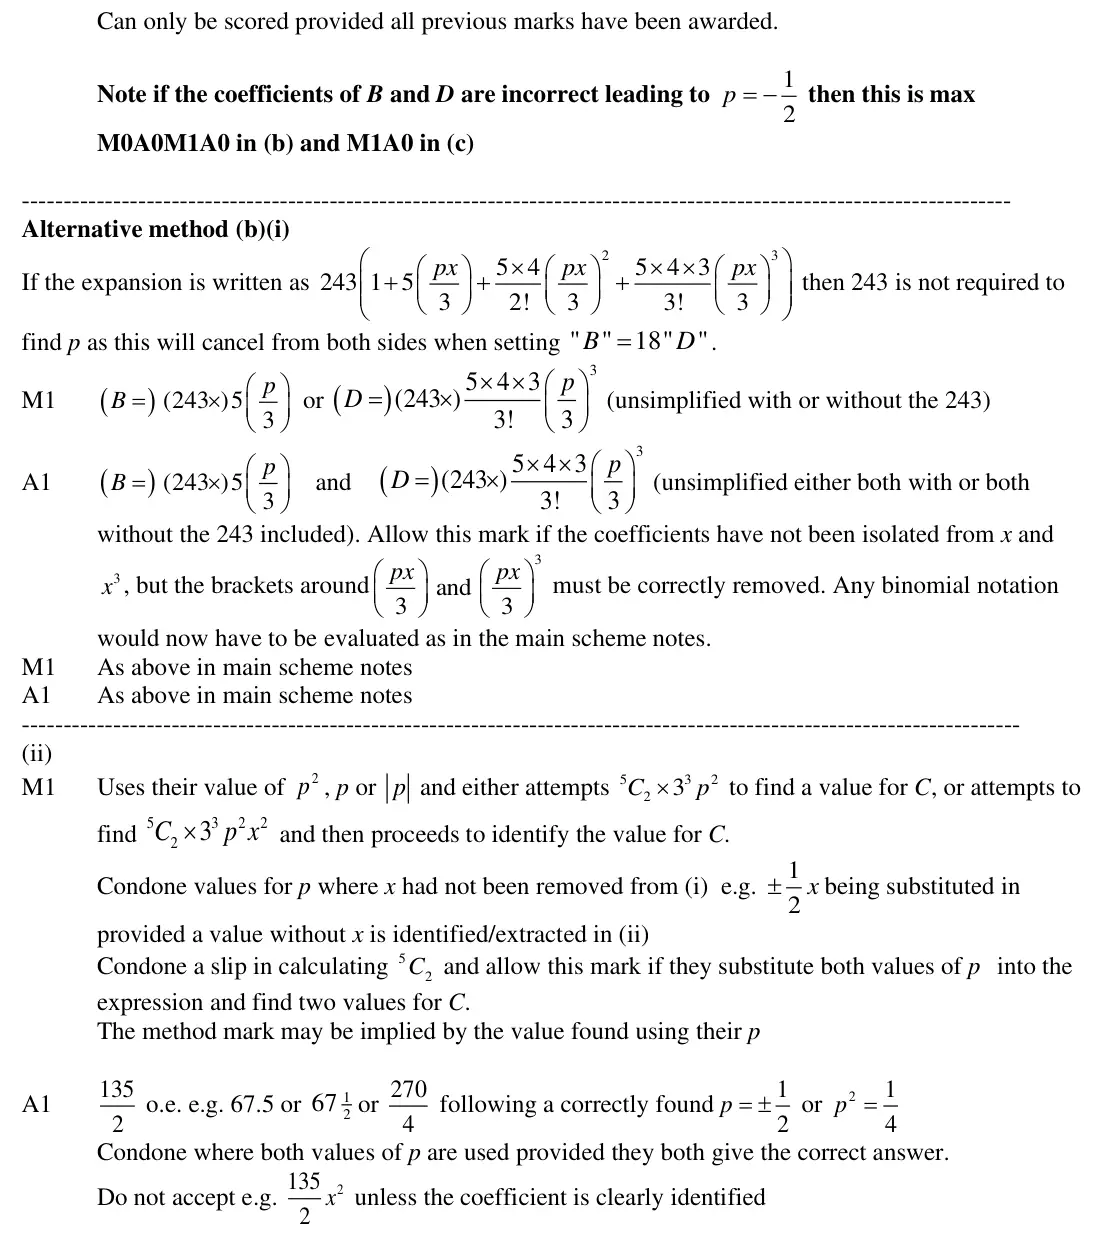 Can only be scored provided all previous marks have been awarded.
Note if the coefficients of B and D are incorrect leading to p = −1/2 then this is max
M0A0M1A0 in (b) and M1A0 in (c)
------------------------------------------------------------------------------------------------------------------------
Alternative method (b)(i)
If the expansion is written as 243(1+5(px/3)+5×4/2!(px/3)²+5×4×3/3!(px/3)³) then 243 is not required to
find p as this will cancel from both sides when setting "B"=18"D".
M1 (B =) (243×)5(p/3) or (D =)(243×)5×4×3/3!(p/3)³ (unsimplified with or without the 243)
A1 (B =) (243×)5(p/3) and (D =)(243×)5×4×3/3!(p/3)³ (unsimplified either both with or both
without the 243 included). Allow this mark if the coefficients have not been isolated from x and
x³, but the brackets around (px/3) and (px/3)³ must be correctly removed. Any binomial notation
would now have to be evaluated as in the main scheme notes.
M1 As above in main scheme notes
A1 As above in main scheme notes
------------------------------------------------------------------------------------------------------------------------
(ii)
M1 Uses their value of p², p or |p| and either attempts ⁵C₂ × 3³ p² to find a value for C, or attempts to
find ⁵C₂ × 3³ p² x² and then proceeds to identify the value for C.
Condone values for p where x had not been removed from (i) e.g. ±1/2 x being substituted in
provided a value without x is identified/extracted in (ii)
Condone a slip in calculating ⁵C₂ and allow this mark if they substitute both values of p into the
expression and find two values for C.
The method mark may be implied by the value found using their p
A1 135/2 o.e. e.g. 67.5 or 67 1/2 or 270/4 following a correctly found p = ±1/2 or p² = 1/4
Condone where both values of p are used provided they both give the correct answer.
Do not accept e.g. 135/2 x² unless the coefficient is clearly identified